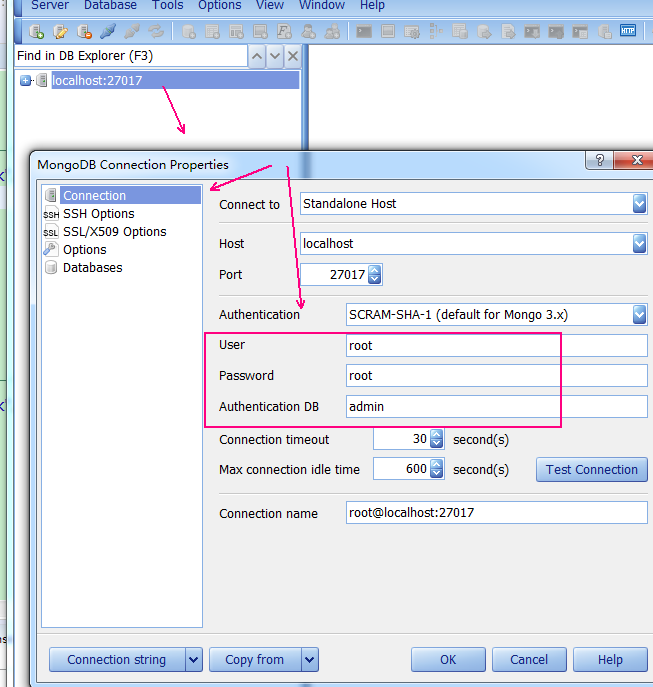 Server Database Tools Options View Window Help
HTTP
Find in DB Explorer (F3)
localhost:27017
MongoDB Connection Properties
?
Connection
SSH SSH Options
SSL SSL/X509 Options
Options
Databases
Connect to Standalone Host
Host localhost
Port 27017
Authentication SCRAM-SHA-1 (default for Mongo 3.x)
User root
Password root
Authentication DB admin
Connection timeout 30 second(s)
Max connection idle time 600 second(s) Test Connection
Connection name root@localhost:27017
Connection string Copy from OK Cancel Help